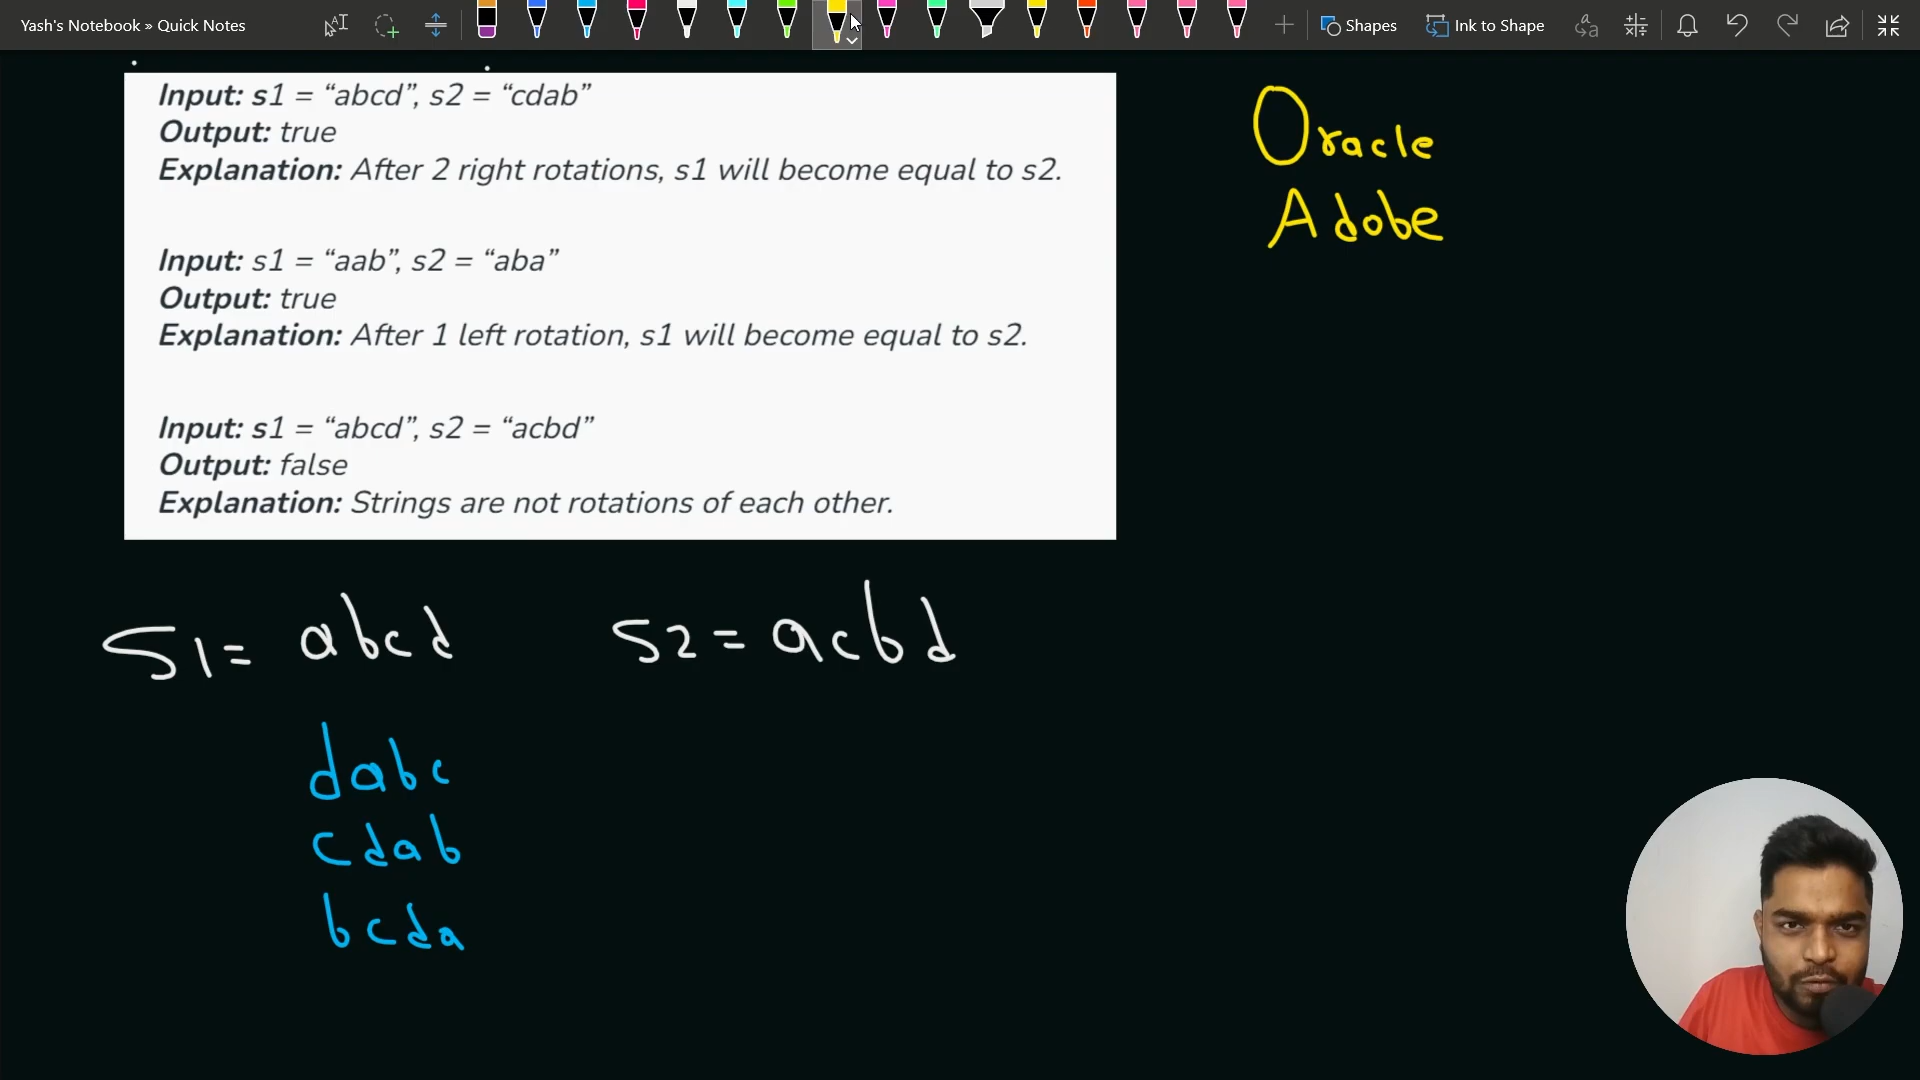 Yash's Notebook » Quick Notes
Shapes
Ink to Shape
Input: s1 = “abcd”, s2 = “cdab”
Output: true
Explanation: After 2 right rotations, s1 will become equal to s2.
Input: s1 = “aab”, s2 = “aba”
Output: true
Explanation: After 1 left rotation, s1 will become equal to s2.
Input: s1 = “abcd”, s2 = “acbd”
Output: false
Explanation: Strings are not rotations of each other.
Oracle
Adobe
S1= abcd
S2= acbd
dabc
cdab
bcda